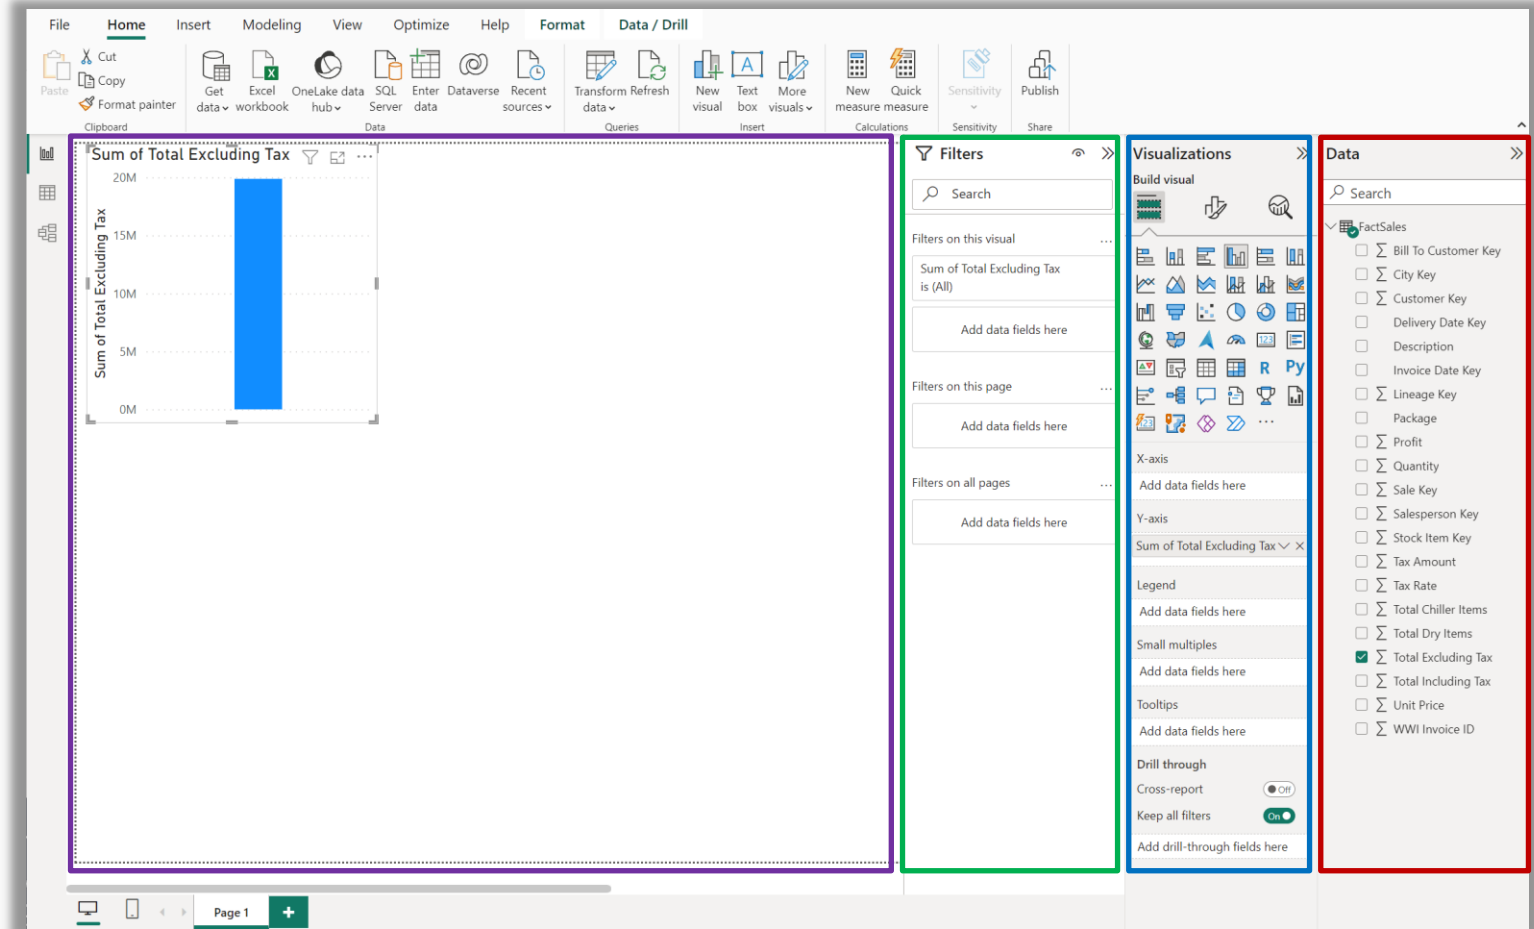 File Home Insert Modeling View Optimize Help Format Data / Drill
Paste
Cut
Copy
Format painter
Clipboard
Get data
Excel workbook
OneLake data hub
SQL Server
Enter data
Dataverse
Recent sources
Data
Transform data
Refresh
Queries
New visual
Text box
More visuals
Insert
New measure
Quick measure
Calculations
Sensitivity
Sensitivity
Publish
Share
Sum of Total Excluding Tax
Sum of Total Excluding Tax
20M
15M
10M
5M
0M
Filters
Search
Filters on this visual
Sum of Total Excluding Tax
is (All)
Add data fields here
Filters on this page
Add data fields here
Filters on all pages
Add data fields here
Visualizations
Build visual
123
R Py
123
X-axis
Add data fields here
Y-axis
Sum of Total Excluding Tax
Legend
Add data fields here
Small multiples
Add data fields here
Tooltips
Add data fields here
Drill through
Cross-report Off
Keep all filters On
Add drill-through fields here
Data
Search
FactSales
Bill To Customer Key
City Key
Customer Key
Delivery Date Key
Description
Invoice Date Key
Lineage Key
Package
Profit
Quantity
Sale Key
Salesperson Key
Stock Item Key
Tax Amount
Tax Rate
Total Chiller Items
Total Dry Items
Total Excluding Tax
Total Including Tax
Unit Price
WWI Invoice ID
Page 1